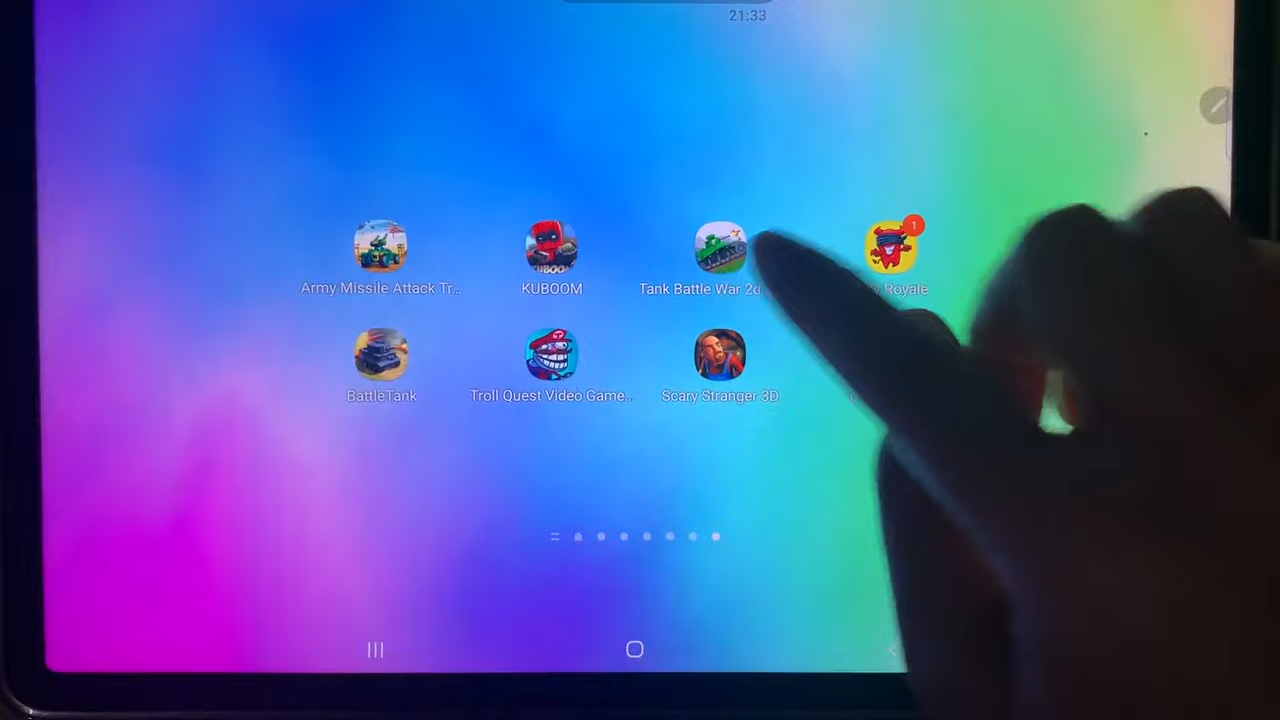 21:33
1
Army Missile Attack Tr...
KUBOOM
Tank Battle War 2d
Royale
KUBOOM
BattleTank
Troll Quest Video Game...
Scary Stranger 3D